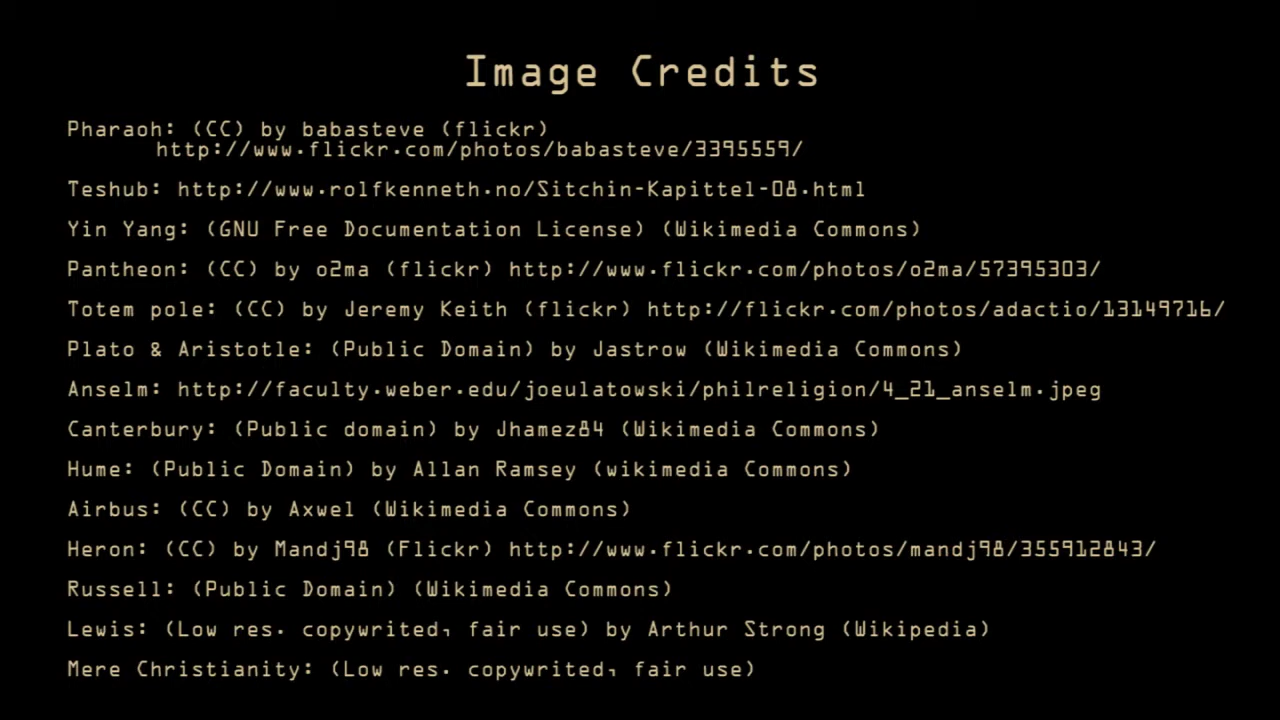 Image Credits
Pharaoh: (CC) by babasteve (flickr)
http://www.flickr.com/photos/babasteve/3395559/
Teshub: http://www.rolfkenneth.no/Sitchin-Kapittel-08.html
Yin Yang: (GNU Free Documentation License) (Wikimedia Commons)
Pantheon: (CC) by o2ma (flickr) http://www.flickr.com/photos/o2ma/57395303/
Totem pole: (CC) by Jeremy Keith (flickr) http://flickr.com/photos/adactio/13149716/
Plato & Aristotle: (Public Domain) by Jastrow (Wikimedia Commons)
Anselm: http://faculty.weber.edu/joeulatowski/philreligion/4_21_anselm.jpeg
Canterbury: (Public domain) by Jhamez84 (Wikimedia Commons)
Hume: (Public Domain) by Allan Ramsey (wikimedia Commons)
Airbus: (CC) by Axwel (Wikimedia Commons)
Heron: (CC) by Mandj98 (Flickr) http://www.flickr.com/photos/mandj98/355912843/
Russell: (Public Domain) (Wikimedia Commons)
Lewis: (Low res. copywrited, fair use) by Arthur Strong (Wikipedia)
Mere Christianity: (Low res. copywrited, fair use)